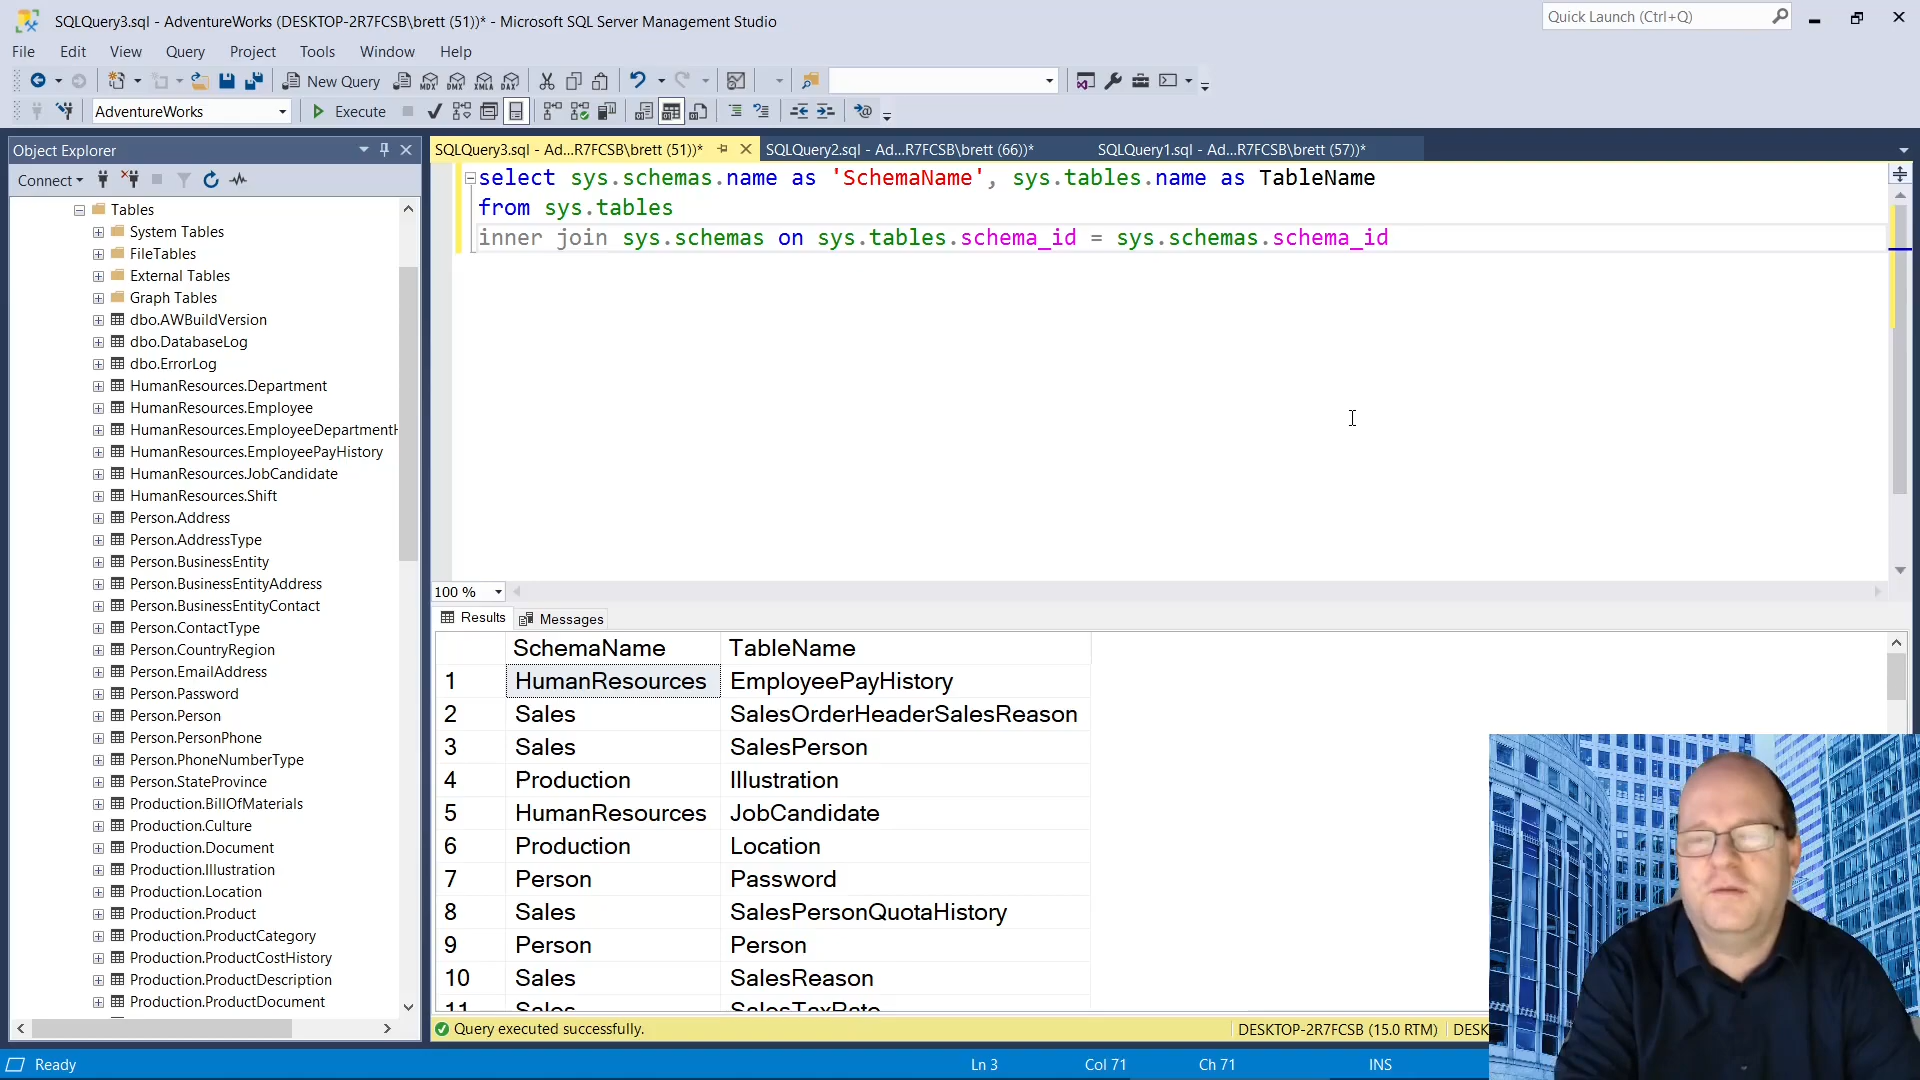 SQLQuery3.sql - AdventureWorks (DESKTOP-2R7FCSB\brett (51))* - Microsoft SQL Server Management Studio
Quick Launch (Ctrl+Q)
File Edit View Query Project Tools Window Help
New Query MDX DMX XMLA DAX
AdventureWorks Execute
Object Explorer
SQLQuery3.sql - Ad...R7FCSB\brett (51))* SQLQuery2.sql - Ad...R7FCSB\brett (66))* SQLQuery1.sql - Ad...R7FCSB\brett (57))*
Connect
Tables
System Tables
FileTables
External Tables
Graph Tables
dbo.AWBuildVersion
dbo.DatabaseLog
dbo.ErrorLog
HumanResources.Department
HumanResources.Employee
HumanResources.EmployeeDepartmentH
HumanResources.EmployeePayHistory
HumanResources.JobCandidate
HumanResources.Shift
Person.Address
Person.AddressType
Person.BusinessEntity
Person.BusinessEntityAddress
Person.BusinessEntityContact
Person.ContactType
Person.CountryRegion
Person.EmailAddress
Person.Password
Person.Person
Person.PersonPhone
Person.PhoneNumberType
Person.StateProvince
Production.BillOfMaterials
Production.Culture
Production.Document
Production.Illustration
Production.Location
Production.Product
Production.ProductCategory
Production.ProductCostHistory
Production.ProductDescription
Production.ProductDocument
select sys.schemas.name as 'SchemaName', sys.tables.name as TableName
from sys.tables
inner join sys.schemas on sys.tables.schema_id = sys.schemas.schema_id
100 %
Results Messages
SchemaName TableName
1 HumanResources EmployeePayHistory
2 Sales SalesOrderHeaderSalesReason
3 Sales SalesPerson
4 Production Illustration
5 HumanResources JobCandidate
6 Production Location
7 Person Password
8 Sales SalesPersonQuotaHistory
9 Person Person
10 Sales SalesReason
11 Sales SalesTaxRate
Query executed successfully. DESKTOP-2R7FCSB (15.0 RTM) DESK
Ready Ln 3 Col 71 Ch 71 INS